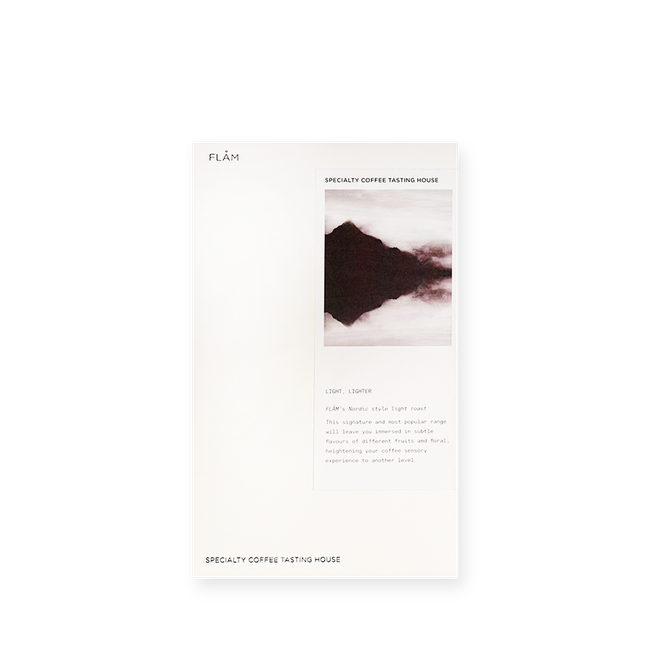 FLÅM
SPECIALTY COFFEE TASTING HOUSE
LIGHT, LIGHTER
FLÅM's Nordic style light roast
This signature and most popular range
will leave you immersed in subtle
flavours of different fruits and floral,
heightening your coffee sensory
experience to another level.
SPECIALTY COFFEE TASTING HOUSE